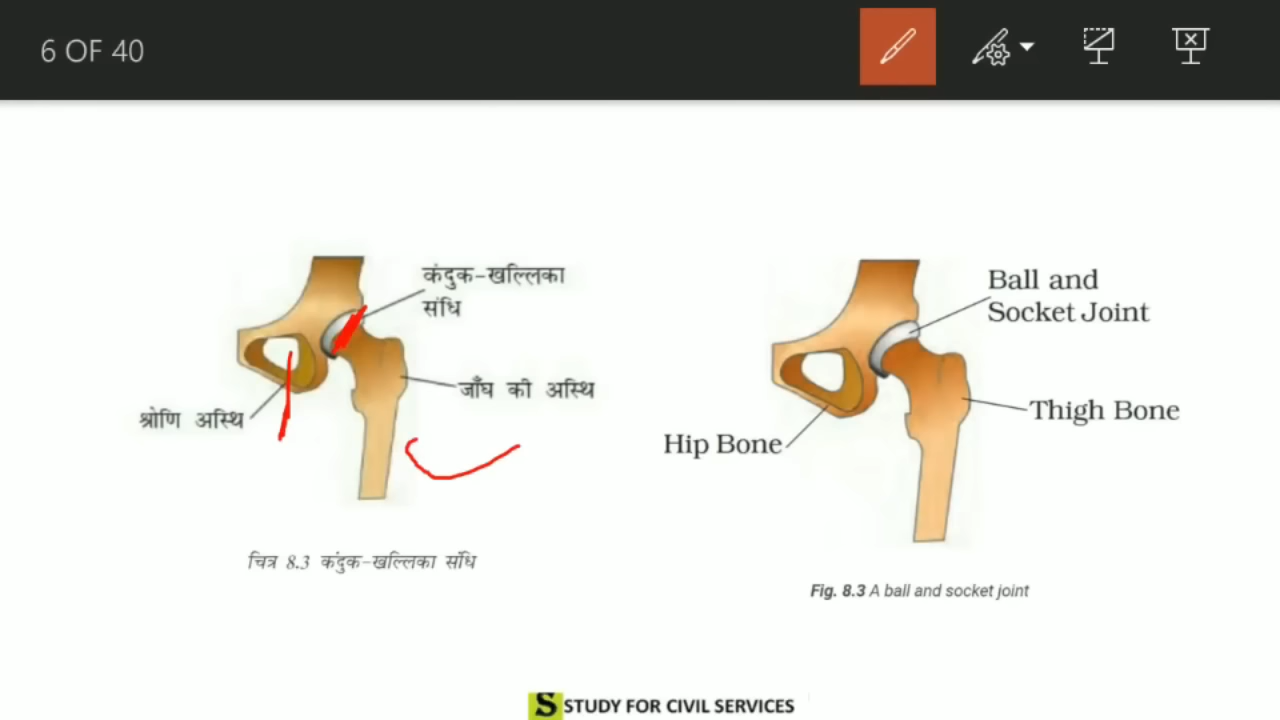 6 OF 40
कंदुक-खल्लिका
संधि
जाँघ की अस्थि
श्रोणि अस्थि
चित्र 8.3 कंदुक-खल्लिका संधि
Ball and
Socket Joint
Thigh Bone
Hip Bone
Fig. 8.3 A ball and socket joint
S STUDY FOR CIVIL SERVICES